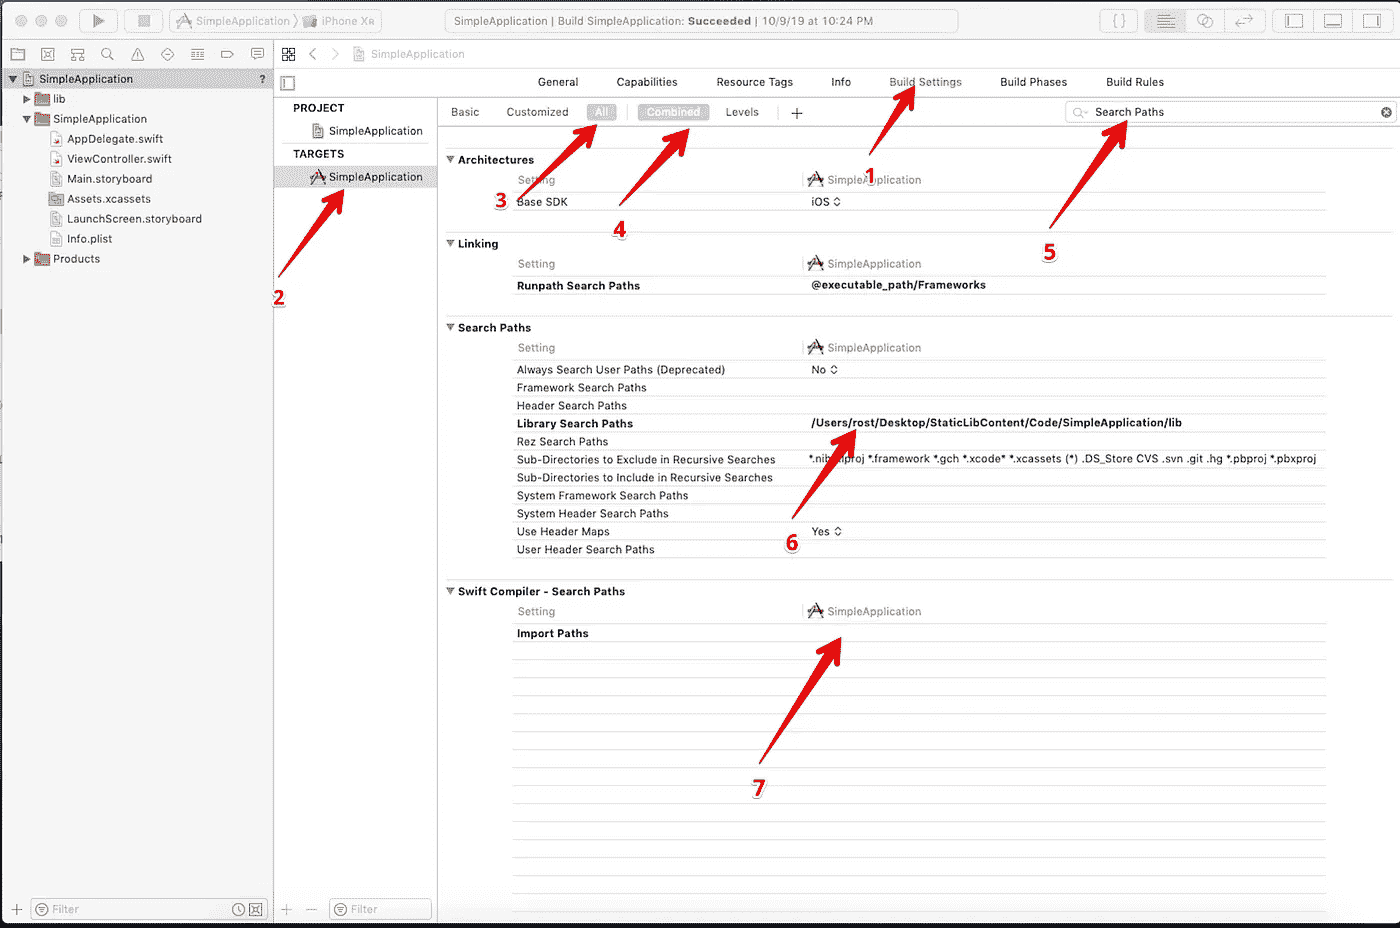 SimpleApplication
iPhone XR
SimpleApplication | Build SimpleApplication: Succeeded | 10/9/19 at 10:24 PM
{ }
SimpleApplication
SimpleApplication ?
lib
SimpleApplication
AppDelegate.swift
ViewController.swift
Main.storyboard
Assets.xcassets
LaunchScreen.storyboard
Info.plist
Products
Filter
General Capabilities Resource Tags Info Build Settings Build Phases Build Rules
PROJECT
SimpleApplication
TARGETS
SimpleApplication
Filter
Basic Customized All Combined Levels + Search Paths
Architectures
Setting SimpleApplication
Base SDK iOS
Linking
Setting SimpleApplication
Runpath Search Paths @executable_path/Frameworks
Search Paths
Setting SimpleApplication
Always Search User Paths (Deprecated) No
Framework Search Paths
Header Search Paths
Library Search Paths /Users/rost/Desktop/StaticLibContent/Code/SimpleApplication/lib
Rez Search Paths
Sub-Directories to Exclude in Recursive Searches *.nib *.framework *.gch *.xcode* *.xcassets (*) .DS_Store CVS .svn .git .hg *.pbproj *.pbxproj
Sub-Directories to Include in Recursive Searches
System Framework Search Paths
System Header Search Paths
Use Header Maps Yes
User Header Search Paths
Swift Compiler - Search Paths
Setting SimpleApplication
Import Paths
1
2
3
4
5
6
7